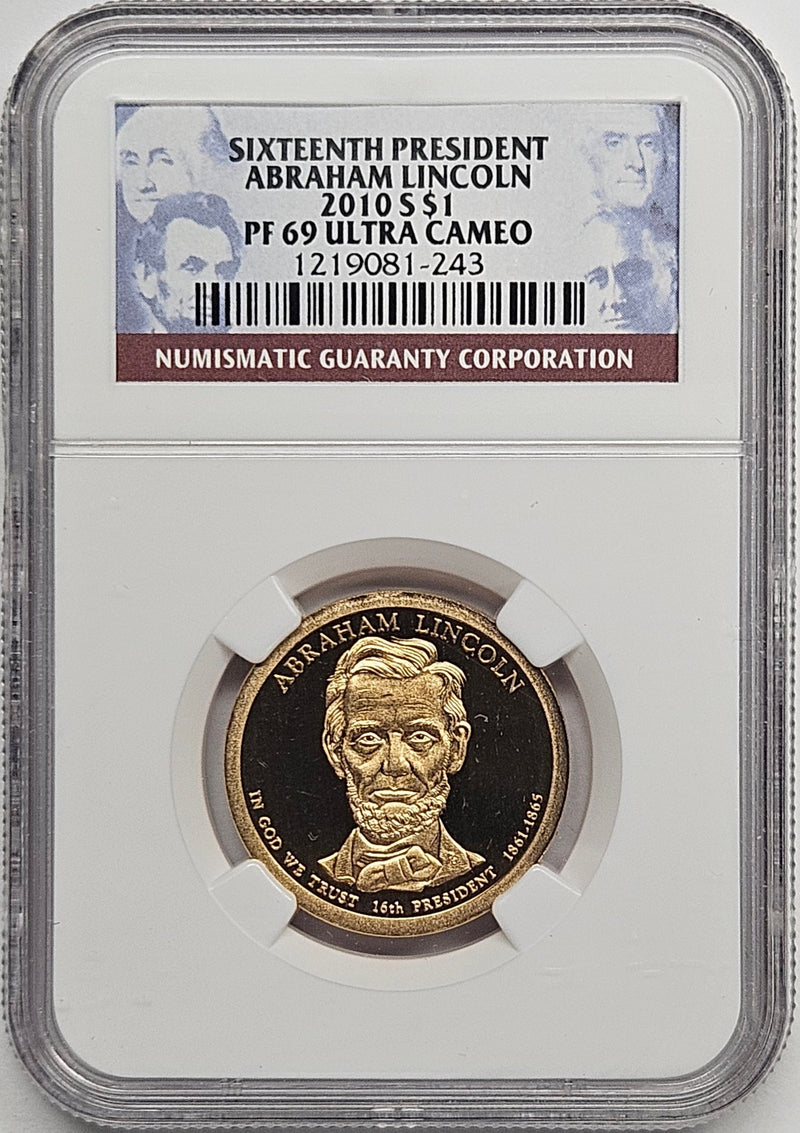 SIXTEENTH PRESIDENT
ABRAHAM LINCOLN
2010 S $1
PF 69 ULTRA CAMEO
1219081-243
NUMISMATIC GUARANTY CORPORATION
ABRAHAM LINCOLN
IN GOD WE TRUST 16th PRESIDENT 1861-1865